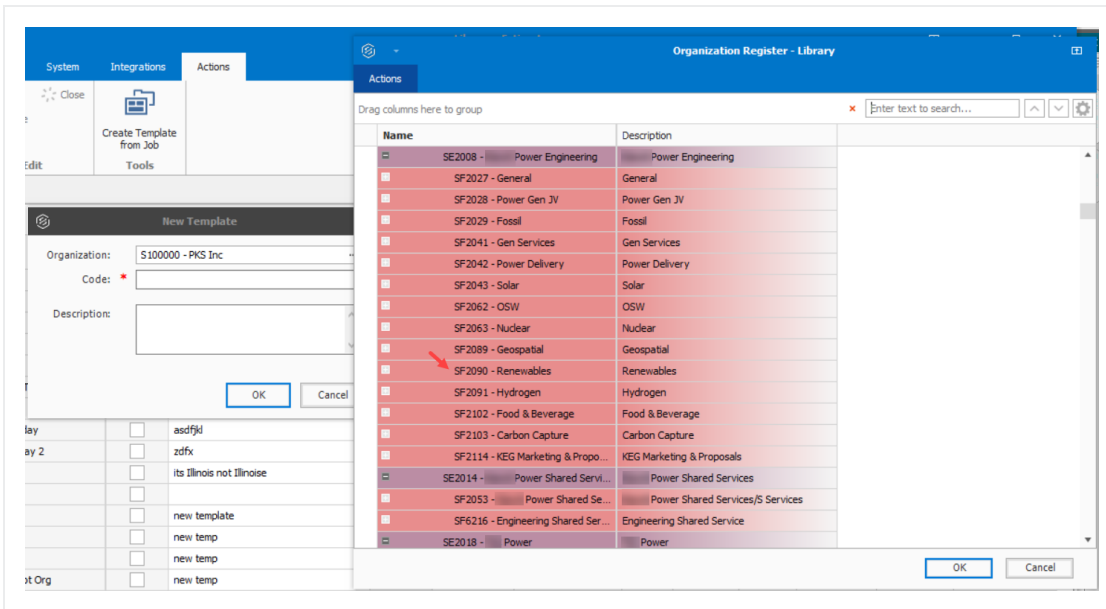 Organization Register - Library
System Integrations Actions
Actions
Close
Create Template
from Job
Edit
Tools
Drag columns here to group
Enter text to search...
Name Description
SE2008 - Power Engineering Power Engineering
SF2027 - General General
SF2028 - Power Gen JV Power Gen JV
SF2029 - Fossil Fossil
SF2041 - Gen Services Gen Services
SF2042 - Power Delivery Power Delivery
SF2043 - Solar Solar
SF2062 - OSW OSW
SF2063 - Nuclear Nuclear
SF2089 - Geospatial Geospatial
SF2090 - Renewables Renewables
SF2091 - Hydrogen Hydrogen
SF2102 - Food & Beverage Food & Beverage
SF2103 - Carbon Capture Carbon Capture
SF2114 - KEG Marketing & Propo... KEG Marketing & Proposals
SE2014 - Power Shared Servi... Power Shared Services
SF2053 - Power Shared Se... Power Shared Services/S Services
SF6216 - Engineering Shared Ser... Engineering Shared Service
SE2018 - Power Power
OK Cancel
New Template
Organization: S100000 - PKS Inc
Code: *
Description:
OK Cancel
lay asdfjkl
ay 2 zdfx
its Illinois not Illinoise
new template
new temp
new temp
ot Org new temp